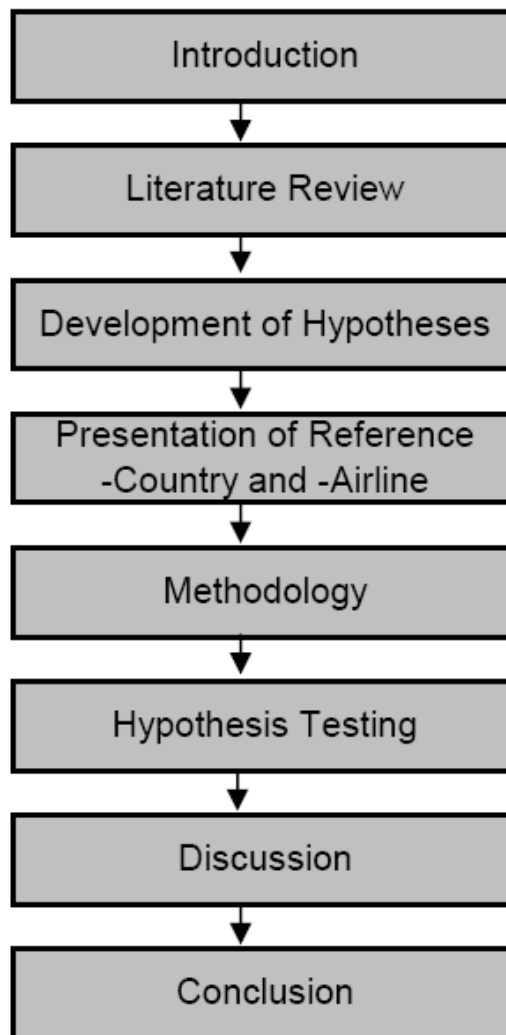 Introduction
Literature Review
Development of Hypotheses
Presentation of Reference
-Country and -Airline
Methodology
Hypothesis Testing
Discussion
Conclusion